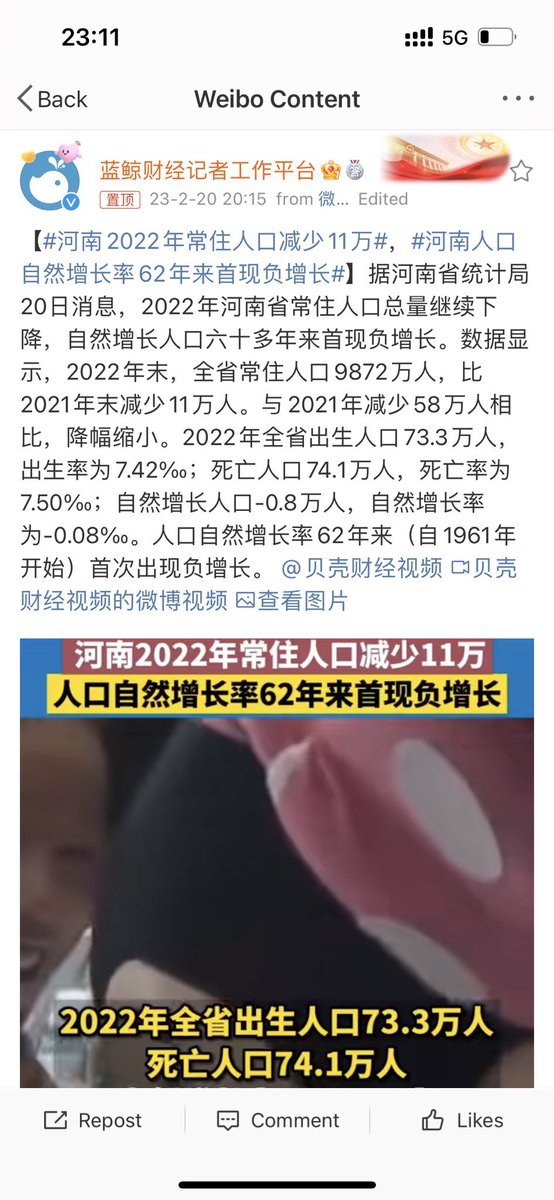 23:11
5G
Back
Weibo Content
蓝鲸财经记者工作平台
置顶 23-2-20 20:15 from 微... Edited
【#河南2022年常住人口减少11万#，#河南人口
自然增长率62年来首现负增长#】据河南省统计局
20日消息，2022年河南省常住人口总量继续下
降，自然增长人口六十多年来首现负增长。数据显
示，2022年末，全省常住人口9872万人，比
2021年末减少11万人。与2021年减少58万人相
比，降幅缩小。2022年全省出生人口73.3万人，
出生率为7.42‰；死亡人口74.1万人，死亡率为
7.50‰；自然增长人口-0.8万人，自然增长率
为-0.08‰。人口自然增长率62年来（自1961年
开始）首次出现负增长。@贝壳财经视频 贝壳
财经视频的微博视频 查看图片
河南2022年常住人口减少11万
人口自然增长率62年来首现负增长
2022年全省出生人口73.3万人
死亡人口74.1万人
Repost
Comment
Likes